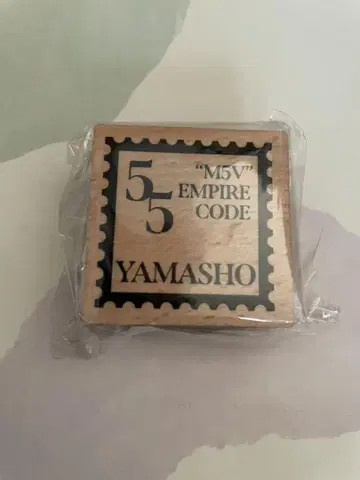 55 "M5V"
EMPIRE
CODE
YAMASHO